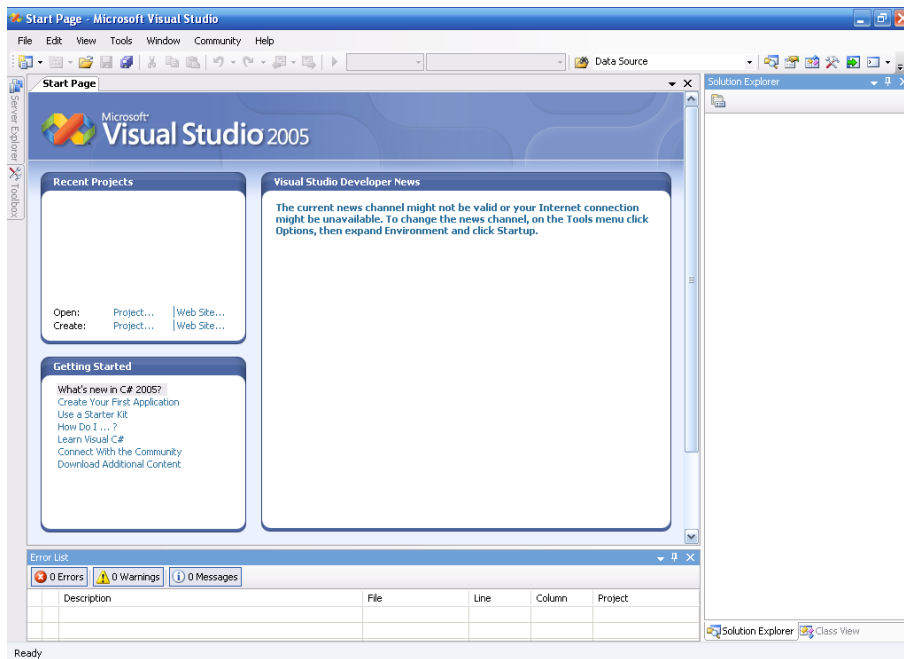 Start Page - Microsoft Visual Studio
File Edit View Tools Window Community Help
Data Source
Server Explorer
Toolbox
Start Page
Microsoft
Visual Studio 2005
Recent Projects
Open: Project... | Web Site...
Create: Project... | Web Site...
Getting Started
What's new in C# 2005?
Create Your First Application
Use a Starter Kit
How Do I ... ?
Learn Visual C#
Connect With the Community
Download Additional Content
Visual Studio Developer News
The current news channel might not be valid or your Internet connection
might be unavailable. To change the news channel, on the Tools menu click
Options, then expand Environment and click Startup.
Solution Explorer
Error List
0 Errors 0 Warnings 0 Messages
Description File Line Column Project
Solution Explorer Class View
Ready